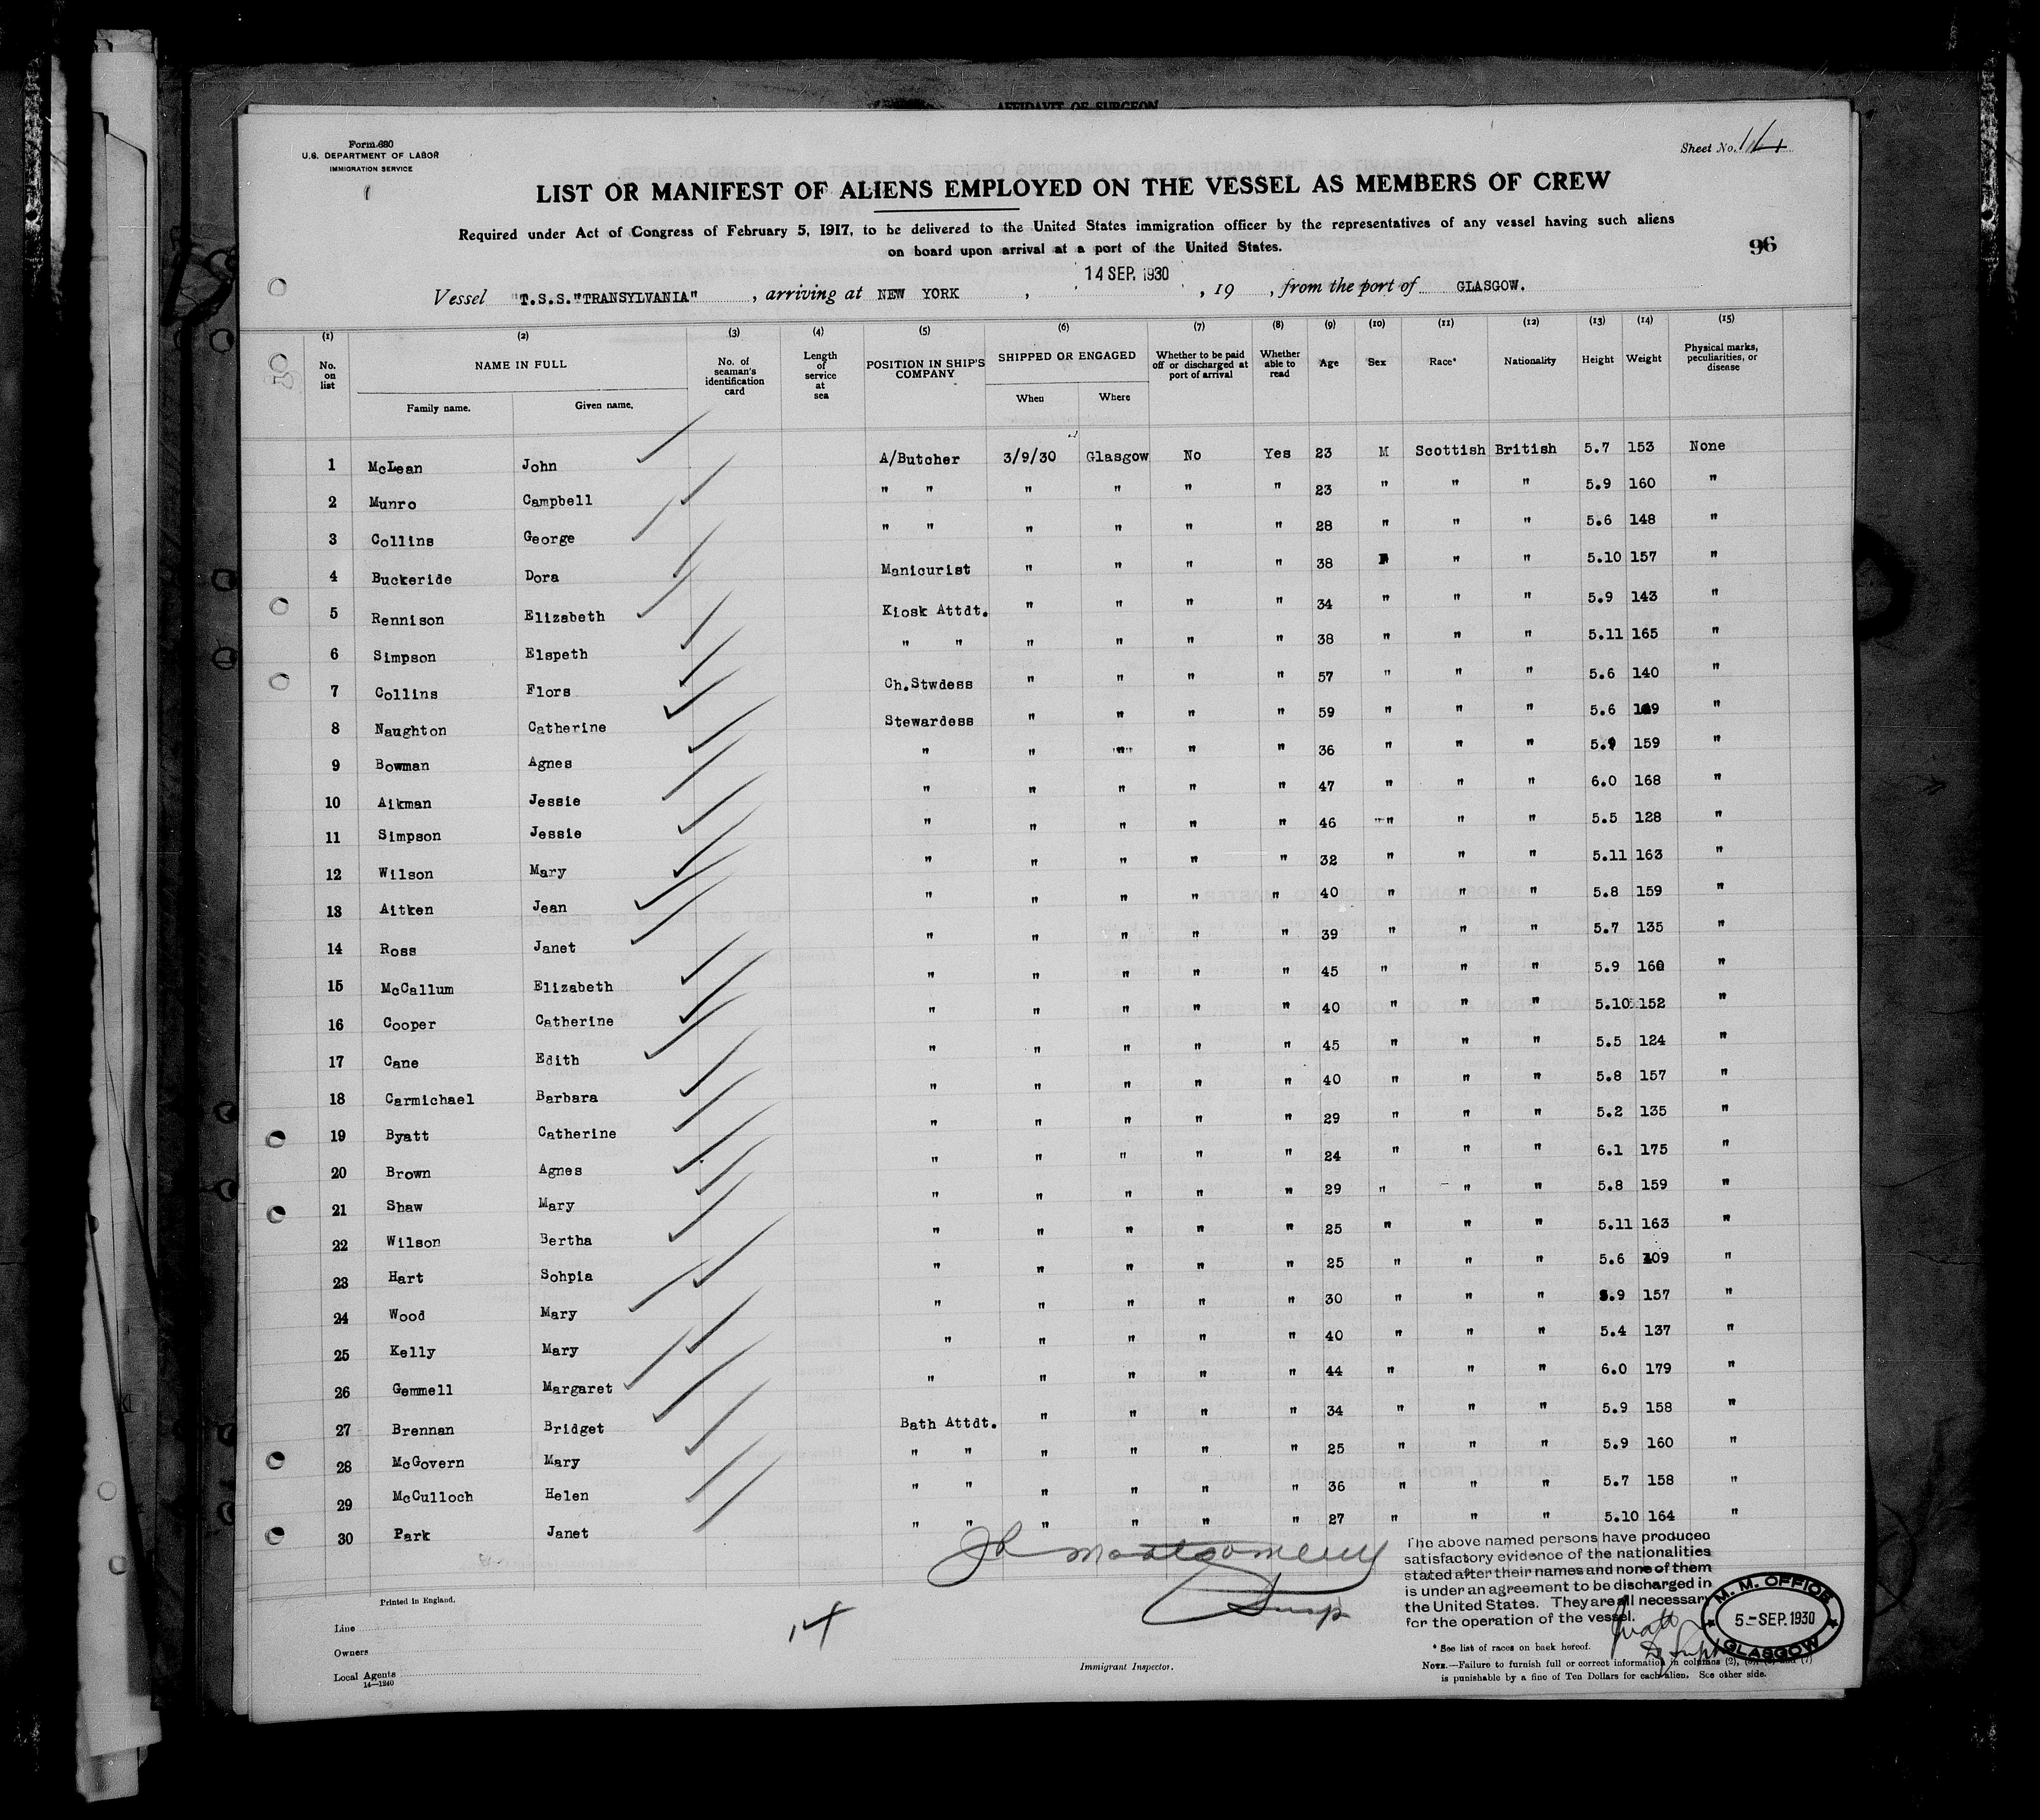 AFFIDAVIT OF SURGEON
Form 680
U.S. DEPARTMENT OF LABOR
IMMIGRATION SERVICE
Sheet No.
LIST OR MANIFEST OF ALIENS EMPLOYED ON THE VESSEL AS MEMBERS OF CREW
Required under Act of Congress of February 5, 1917, to be delivered to the United States immigration officer by the representatives of any vessel having such aliens
on board upon arrival at a port of the United States.
96
14 SEP. 1930
Vessel "T.S.S."TRANSYLVANIA" , arriving at NEW YORK , , 19 , from the port of GLASGOW.
(1) (2) (3) (4) (5) (6) (7) (8) (9) (10) (11) (12) (13) (14) (15)
No. on list NAME IN FULL Family name. Given name. No. of seaman's identification card Length of service at sea POSITION IN SHIP'S COMPANY SHIPPED OR ENGAGED When Where Whether to be paid off or discharged at port of arrival Whether able to read Age Sex Race* Nationality Height Weight Physical marks, peculiarities, or disease
1 McLean John A/Butcher 3/9/30 Glasgow No Yes 23 M Scottish British 5.7 153 None
2 Munro Campbell " " " " " " 23 " " " 5.9 160 "
3 Collins George " " " " " " 28 " " " 5.6 148 "
4 Buckeride Dora Manicurist " " " " 38 F " " 5.10 157 "
5 Rennison Elizabeth Kiosk Attdt. " " " " 34 " " " 5.9 143 "
6 Simpson Elspeth " " " " " " 38 " " " 5.11 165 "
7 Collins Flors Ch.Stwdess " " " " 57 " " " 5.6 140 "
8 Naughton Catherine Stewardess " " " " 59 " " " 5.6 "
9 Bowman Agnes " " " " " 36 " " " 5.9 159 "
10 Aikman Jessie " " " " " 47 " " " 6.0 168 "
11 Simpson Jessie " " " " " 46 " " " 5.5 128 "
12 Wilson Mary " " " " " 32 " " " 5.11 163 "
13 Aitken Jean " " " " " 40 " " " 5.8 159 "
14 Ross Janet " " " " " 39 " " " 5.7 135 "
15 McCallum Elizabeth " " " " " 45 " " " 5.9 160 "
16 Cooper Catherine " " " " " 40 " " " 5.10 152 "
17 Cane Edith " " " " " 45 " " " 5.5 124 "
18 Carmichael Barbara " " " " " 40 " " " 5.8 157 "
19 Byatt Catherine " " " " " 29 " " " 5.2 135 "
20 Brown Agnes " " " " " 24 " " " 6.1 175 "
21 Shaw Mary " " " " " 29 " " " 5.8 159 "
22 Wilson Bertha " " " " " 25 " " " 5.11 163 "
23 Hart Sohpia " " " " " 25 " " " 5.6 109 "
24 Wood Mary " " " " " 30 " " " 5.9 157 "
25 Kelly Mary " " " " " 40 " " " 5.4 137 "
26 Gemmell Margaret " " " " " 44 " " " 6.0 179 "
27 Brennan Bridget Bath Attdt. " " " " 34 " " " 5.9 158 "
28 McGovern Mary " " " " " " 25 " " " 5.9 160 "
29 McCulloch Helen " " " " " " 36 " " " 5.7 158 "
30 Park Janet " " " " " " 27 " " " 5.10 164 "
Montgomery
Insp
The above named persons have produced
satisfactory evidence of the nationalities
stated after their names and none of them
is under an agreement to be discharged in
the United States. They are all necessary
for the operation of the vessel.
M. M. OFFICE
5-SEP.1930
GLASGOW
Printed in England.
Line
Owners
Local Agents
14—1240
14
Immigrant Inspector.
* See list of races on back hereof.
NOTE.—Failure to furnish full or correct information in columns (2), and (7)
is punishable by a fine of Ten Dollars for each alien. See other side.